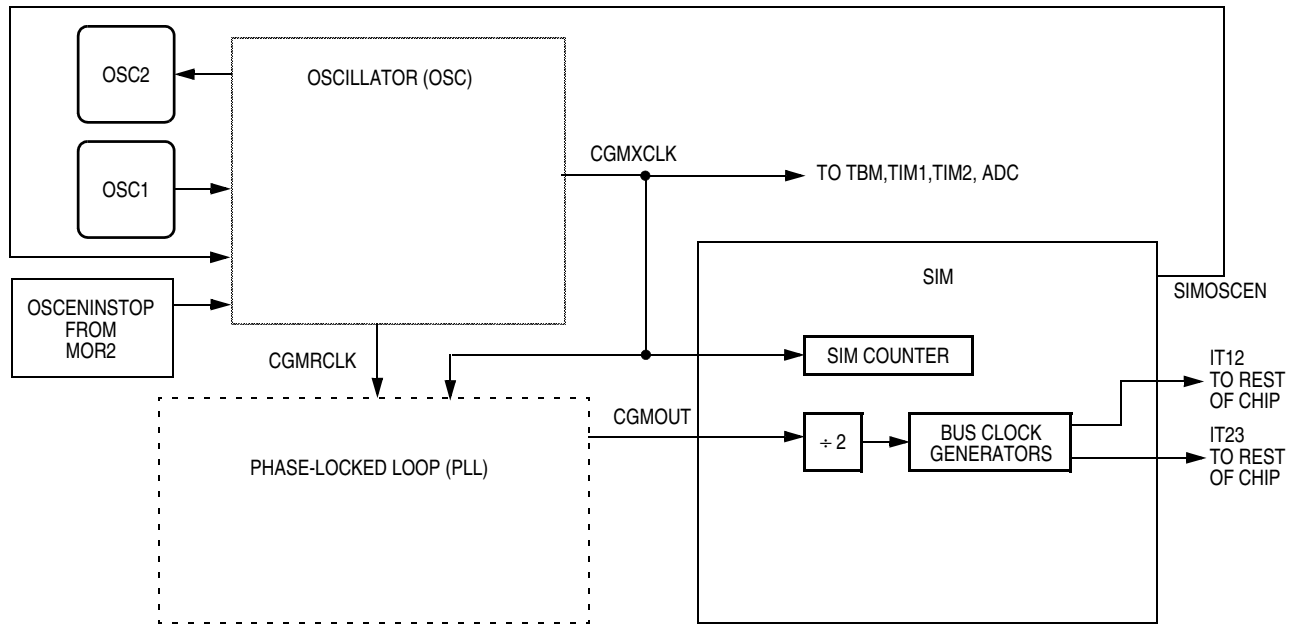 OSC2
OSCILLATOR (OSC)
CGMXCLK
TO TBM,TIM1,TIM2, ADC
OSC1
SIM
SIMOSCEN
OSCENINSTOP
FROM
MOR2
CGMRCLK
SIM COUNTER
IT12
TO REST
OF CHIP
CGMOUT
÷ 2
BUS CLOCK
GENERATORS
IT23
TO REST
OF CHIP
PHASE-LOCKED LOOP (PLL)